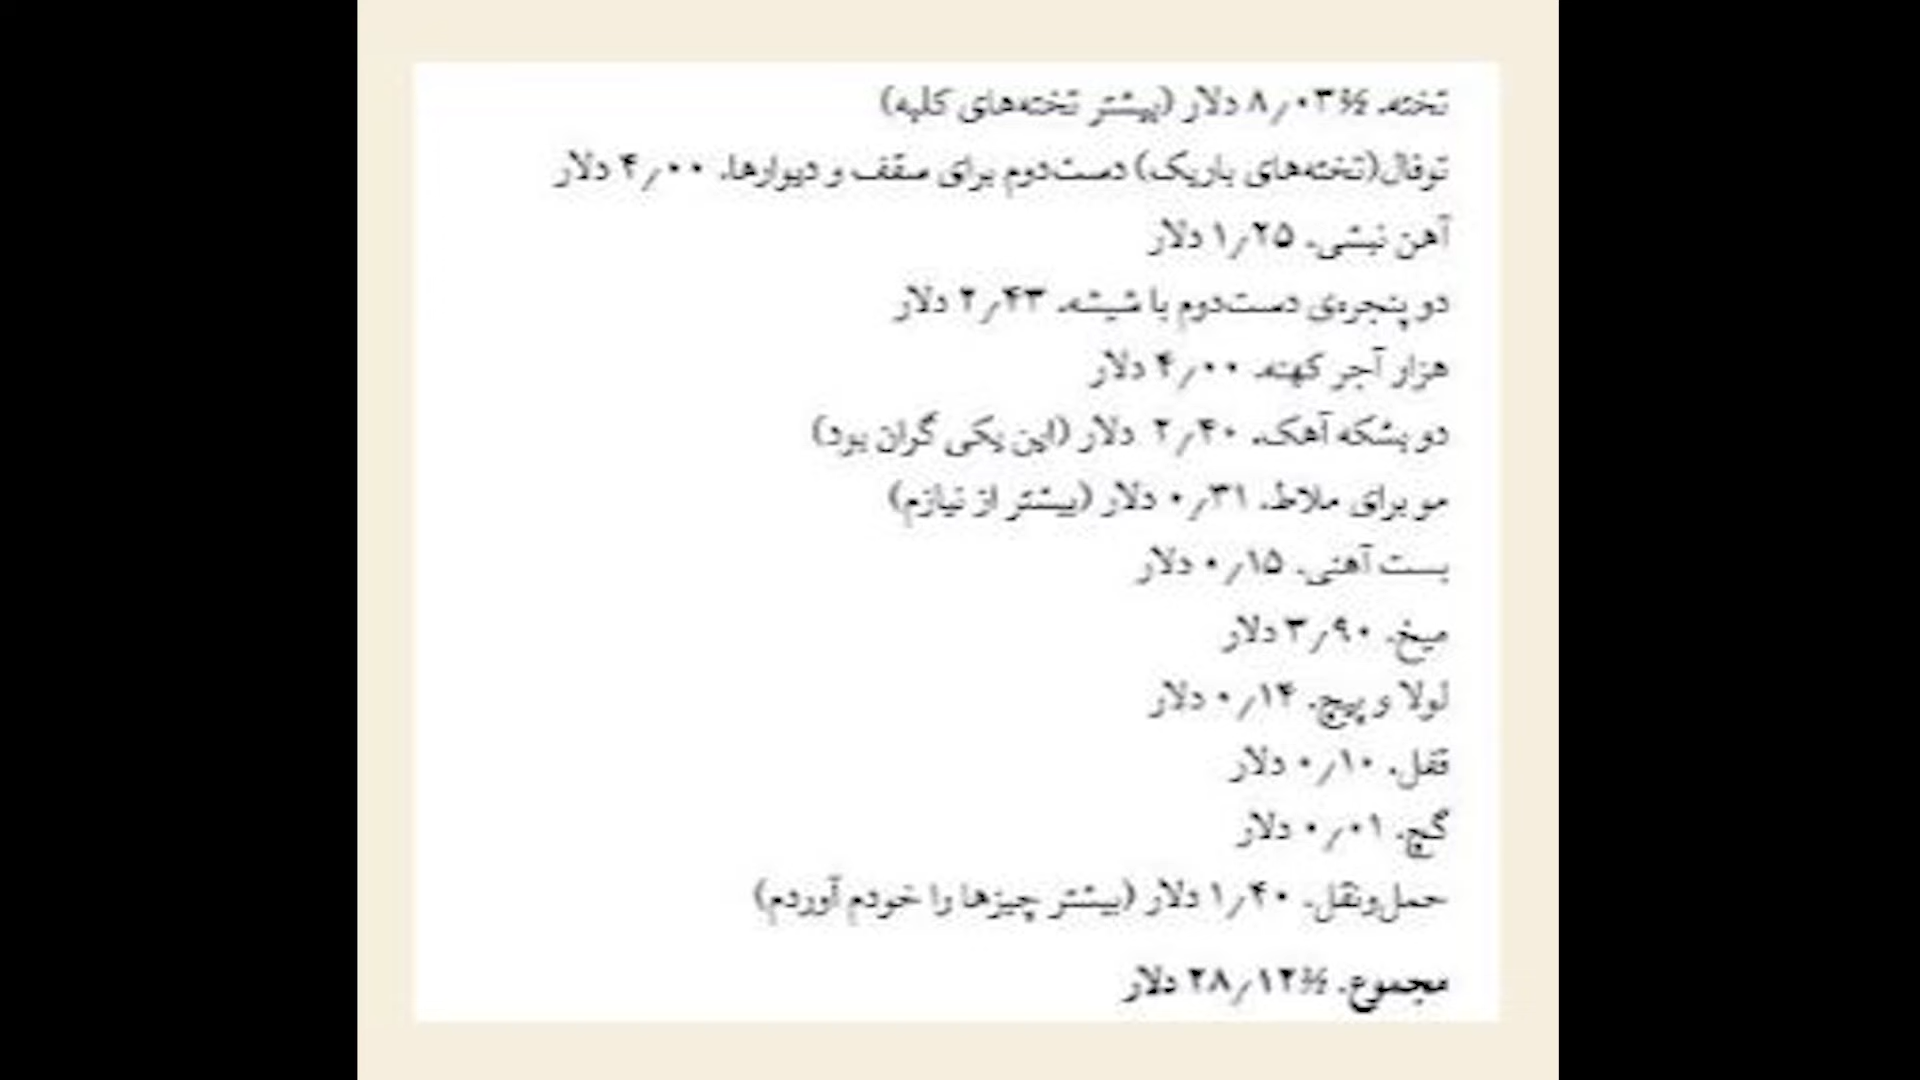 تخته. ۸٫۰۳½ دلار (بیشتر تخته‌های کلبه)
توفال(تخته‌های باریک) دست‌دوم برای سقف و دیوارها. ۴٫۰۰ دلار
آهن نبشی. ۱٫۲۵ دلار
دو پنجره‌ی دست‌دوم با شیشه. ۲٫۴۳ دلار
هزار آجر کهنه. ۴٫۰۰ دلار
دو بشکه آهک. ۲٫۴۰ دلار (این یکی گران بود)
مو برای ملاط. ۰٫۳۱ دلار (بیشتر از نیازم)
بست آهنی. ۰٫۱۵ دلار
میخ. ۳٫۹۰ دلار
لولا و پیچ. ۰٫۱۴ دلار
قفل. ۰٫۱۰ دلار
گچ. ۰٫۰۱ دلار
حمل‌ونقل. ۱٫۴۰ دلار (بیشتر چیزها را خودم آوردم)
مجموع. ۲۸٫۱۲½ دلار